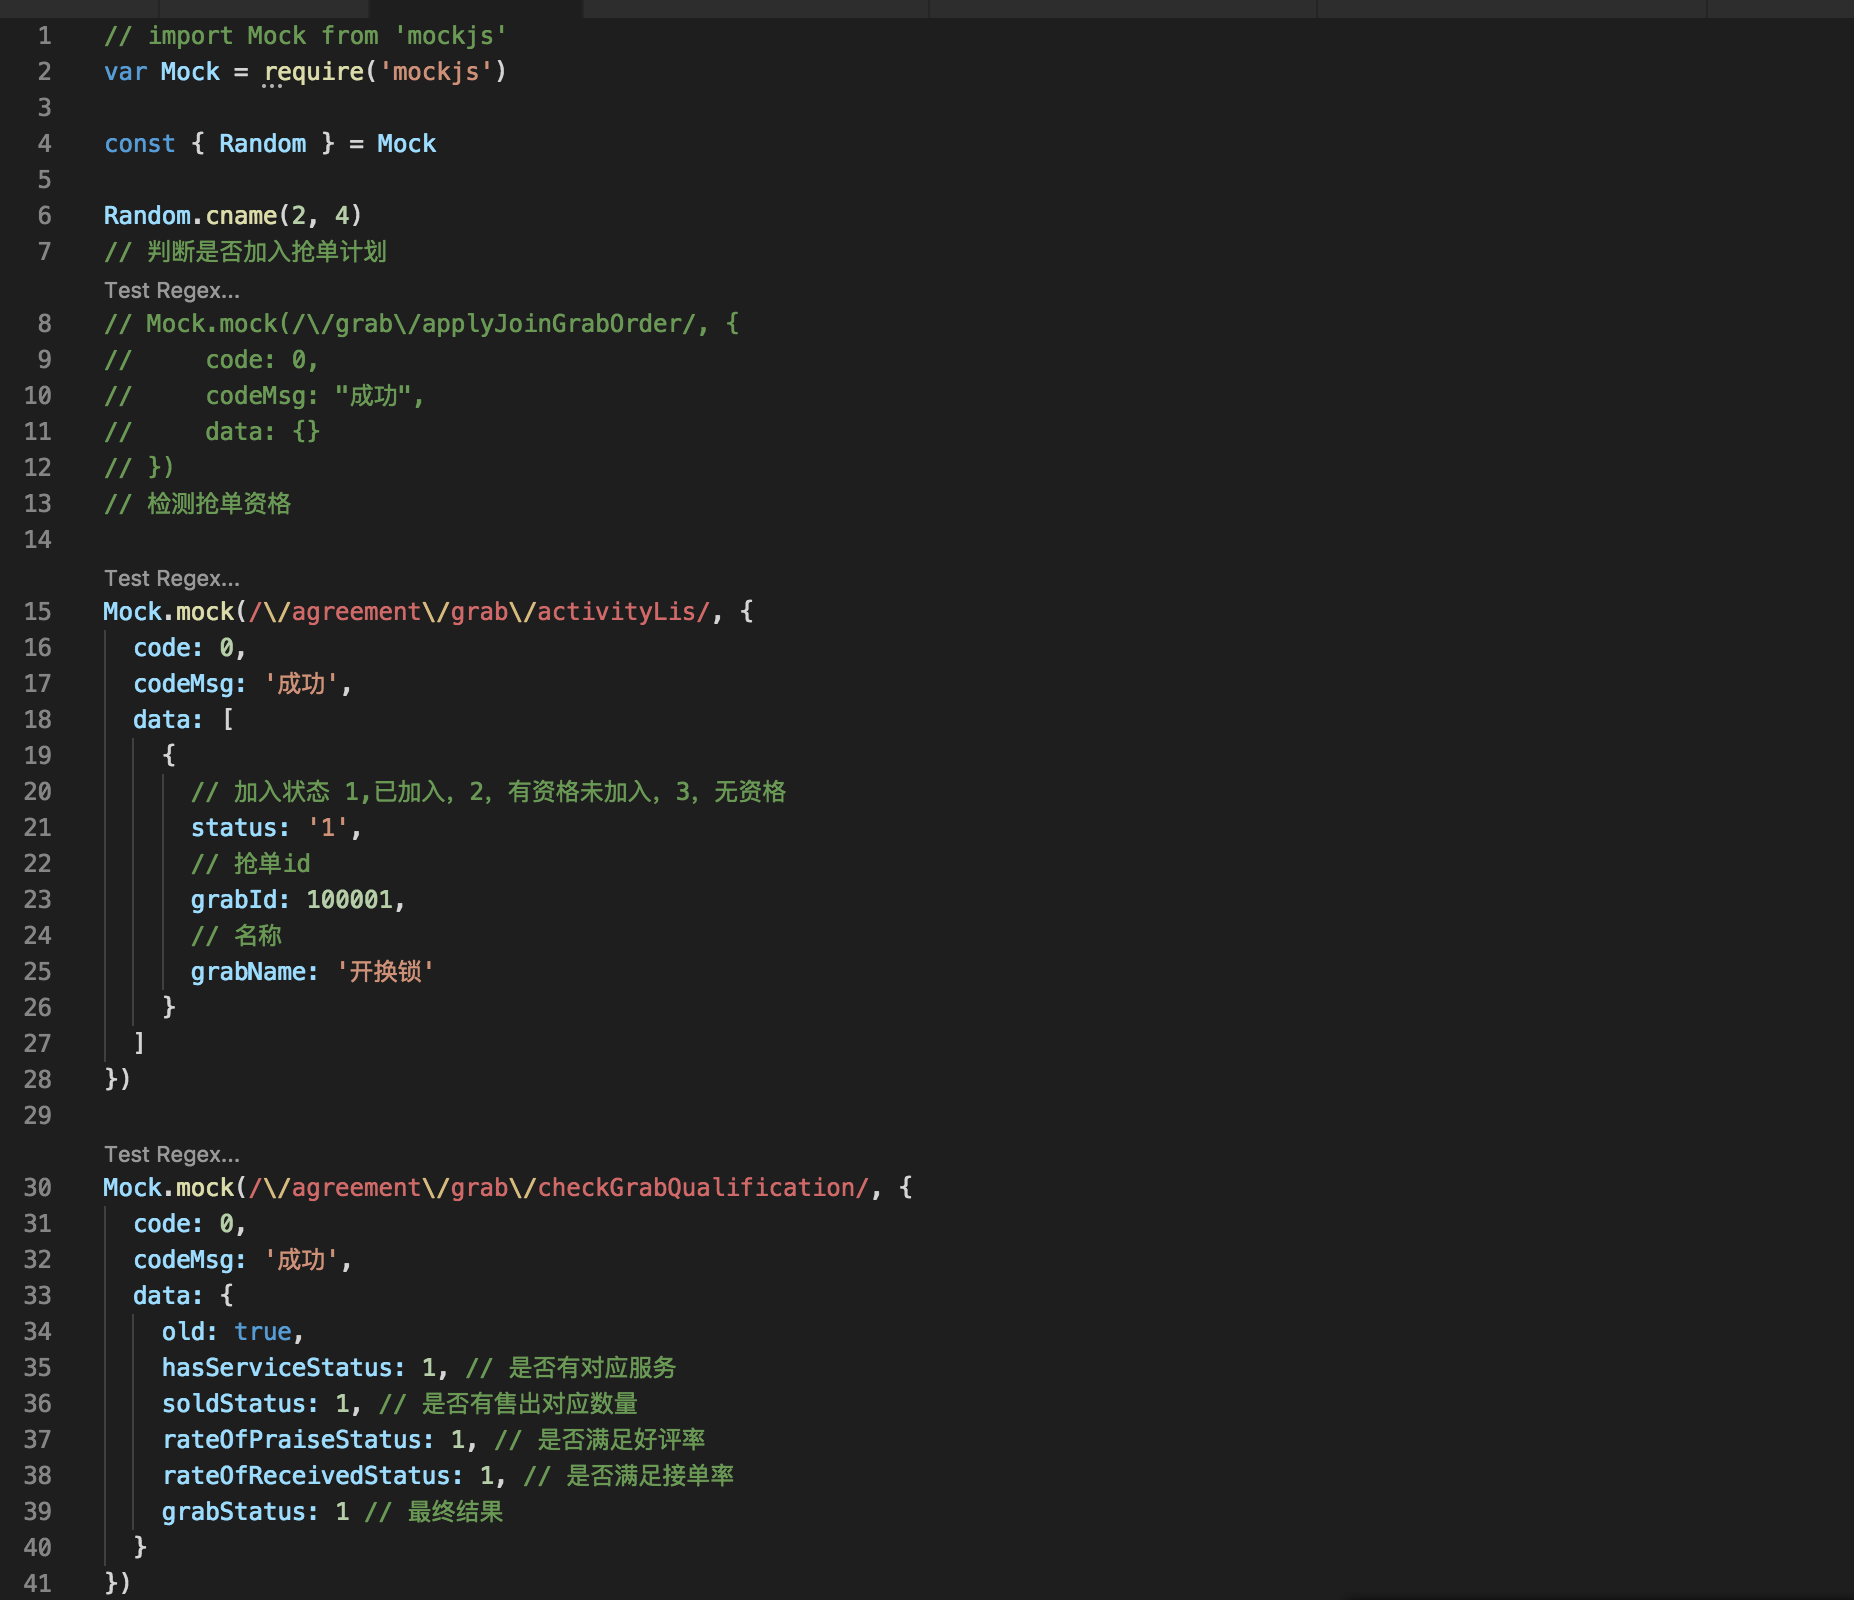 1 // import Mock from 'mockjs'
2 var Mock = require('mockjs')
3
4 const { Random } = Mock
5
6 Random.cname(2, 4)
7 // 判断是否加入抢单计划
Test Regex...
8 // Mock.mock(/\/grab\/applyJoinGrabOrder/, {
9 //     code: 0,
10 //     codeMsg: "成功",
11 //     data: {}
12 // })
13 // 检测抢单资格
14
Test Regex...
15 Mock.mock(/\/agreement\/grab\/activityLis/, {
16   code: 0,
17   codeMsg: '成功',
18   data: [
19     {
20       // 加入状态 1,已加入，2，有资格未加入，3，无资格
21       status: '1',
22       // 抢单id
23       grabId: 100001,
24       // 名称
25       grabName: '开换锁'
26     }
27   ]
28 })
29
Test Regex...
30 Mock.mock(/\/agreement\/grab\/checkGrabQualification/, {
31   code: 0,
32   codeMsg: '成功',
33   data: {
34     old: true,
35     hasServiceStatus: 1, // 是否有对应服务
36     soldStatus: 1, // 是否有售出对应数量
37     rateOfPraiseStatus: 1, // 是否满足好评率
38     rateOfReceivedStatus: 1, // 是否满足接单率
39     grabStatus: 1 // 最终结果
40   }
41 })